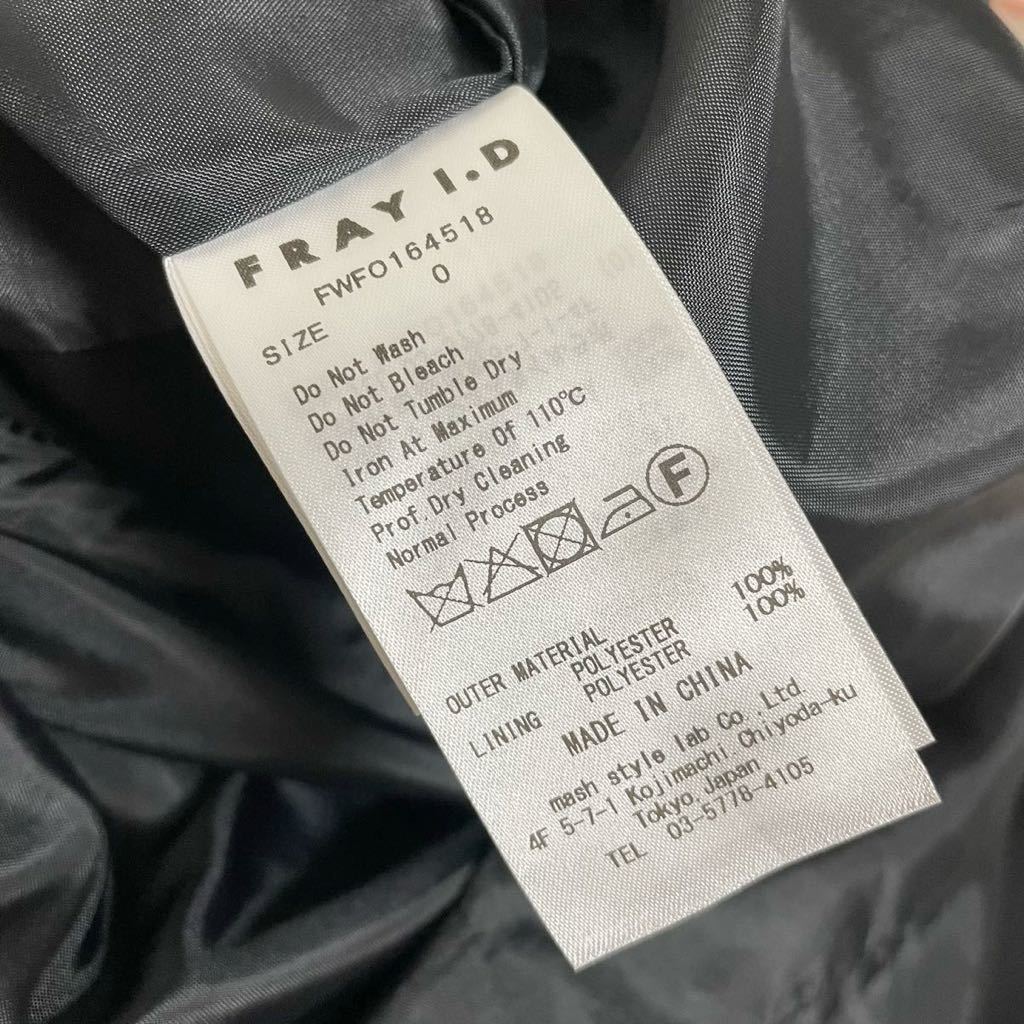 FRAY I.D
FWFO164518
SIZE 0
Do Not Wash
Do Not Bleach
Do Not Tumble Dry
Iron At Maximum
Temperature Of 110℃
Prof.Dry Cleaning
Normal Process
F
OUTER MATERIAL
POLYESTER 100%
LINING POLYESTER 100%
MADE IN CHINA
mash style lab Co.,Ltd.
4F 5-7-1 Kojimachi Chiyoda-ku
Tokyo,Japan
TEL 03-5778-4105